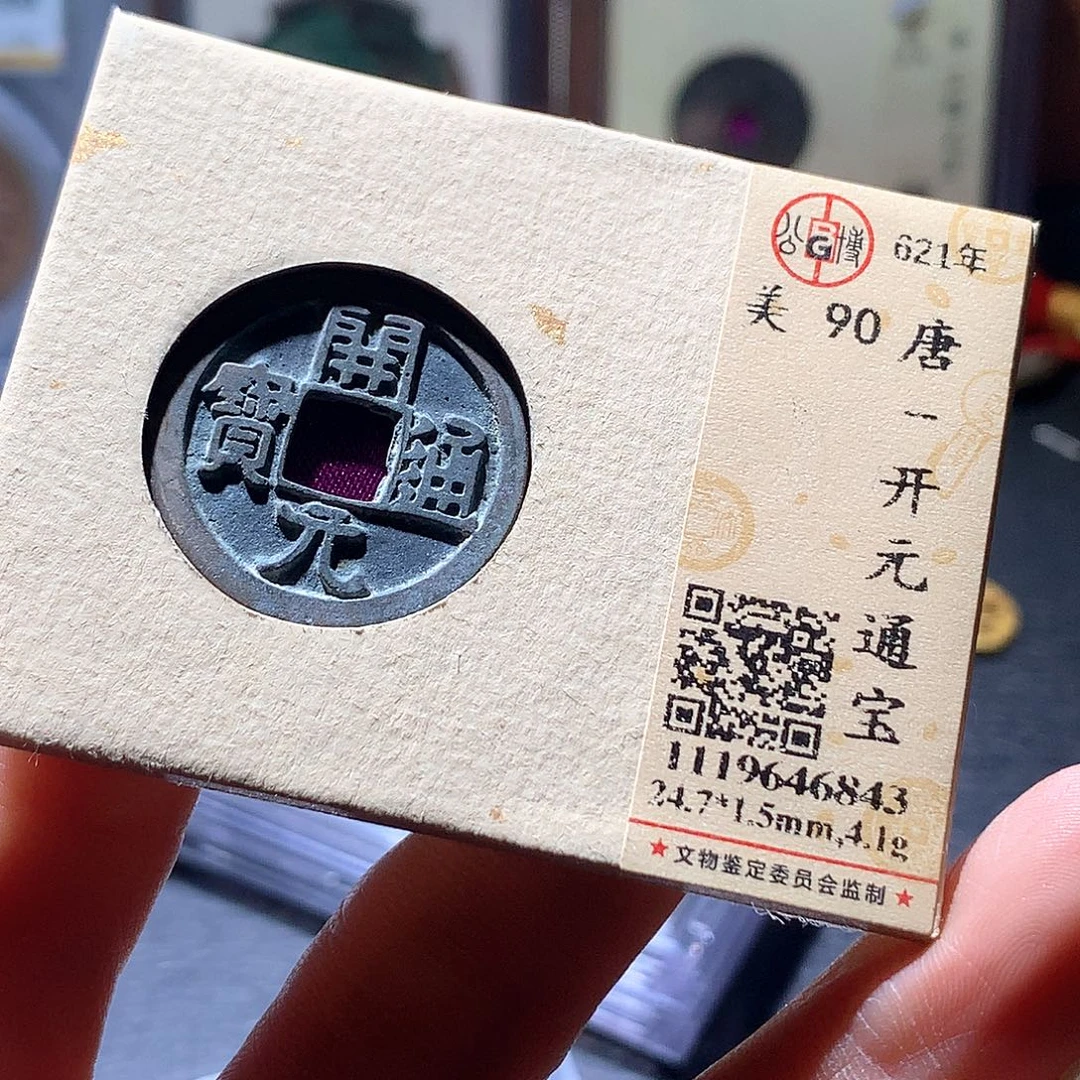 開
通
元
寶
公 BG 博
621年
美 90
唐一开元通宝
1119646843
24.7*1.5mm,4.1g
★文物鉴定委员会监制★